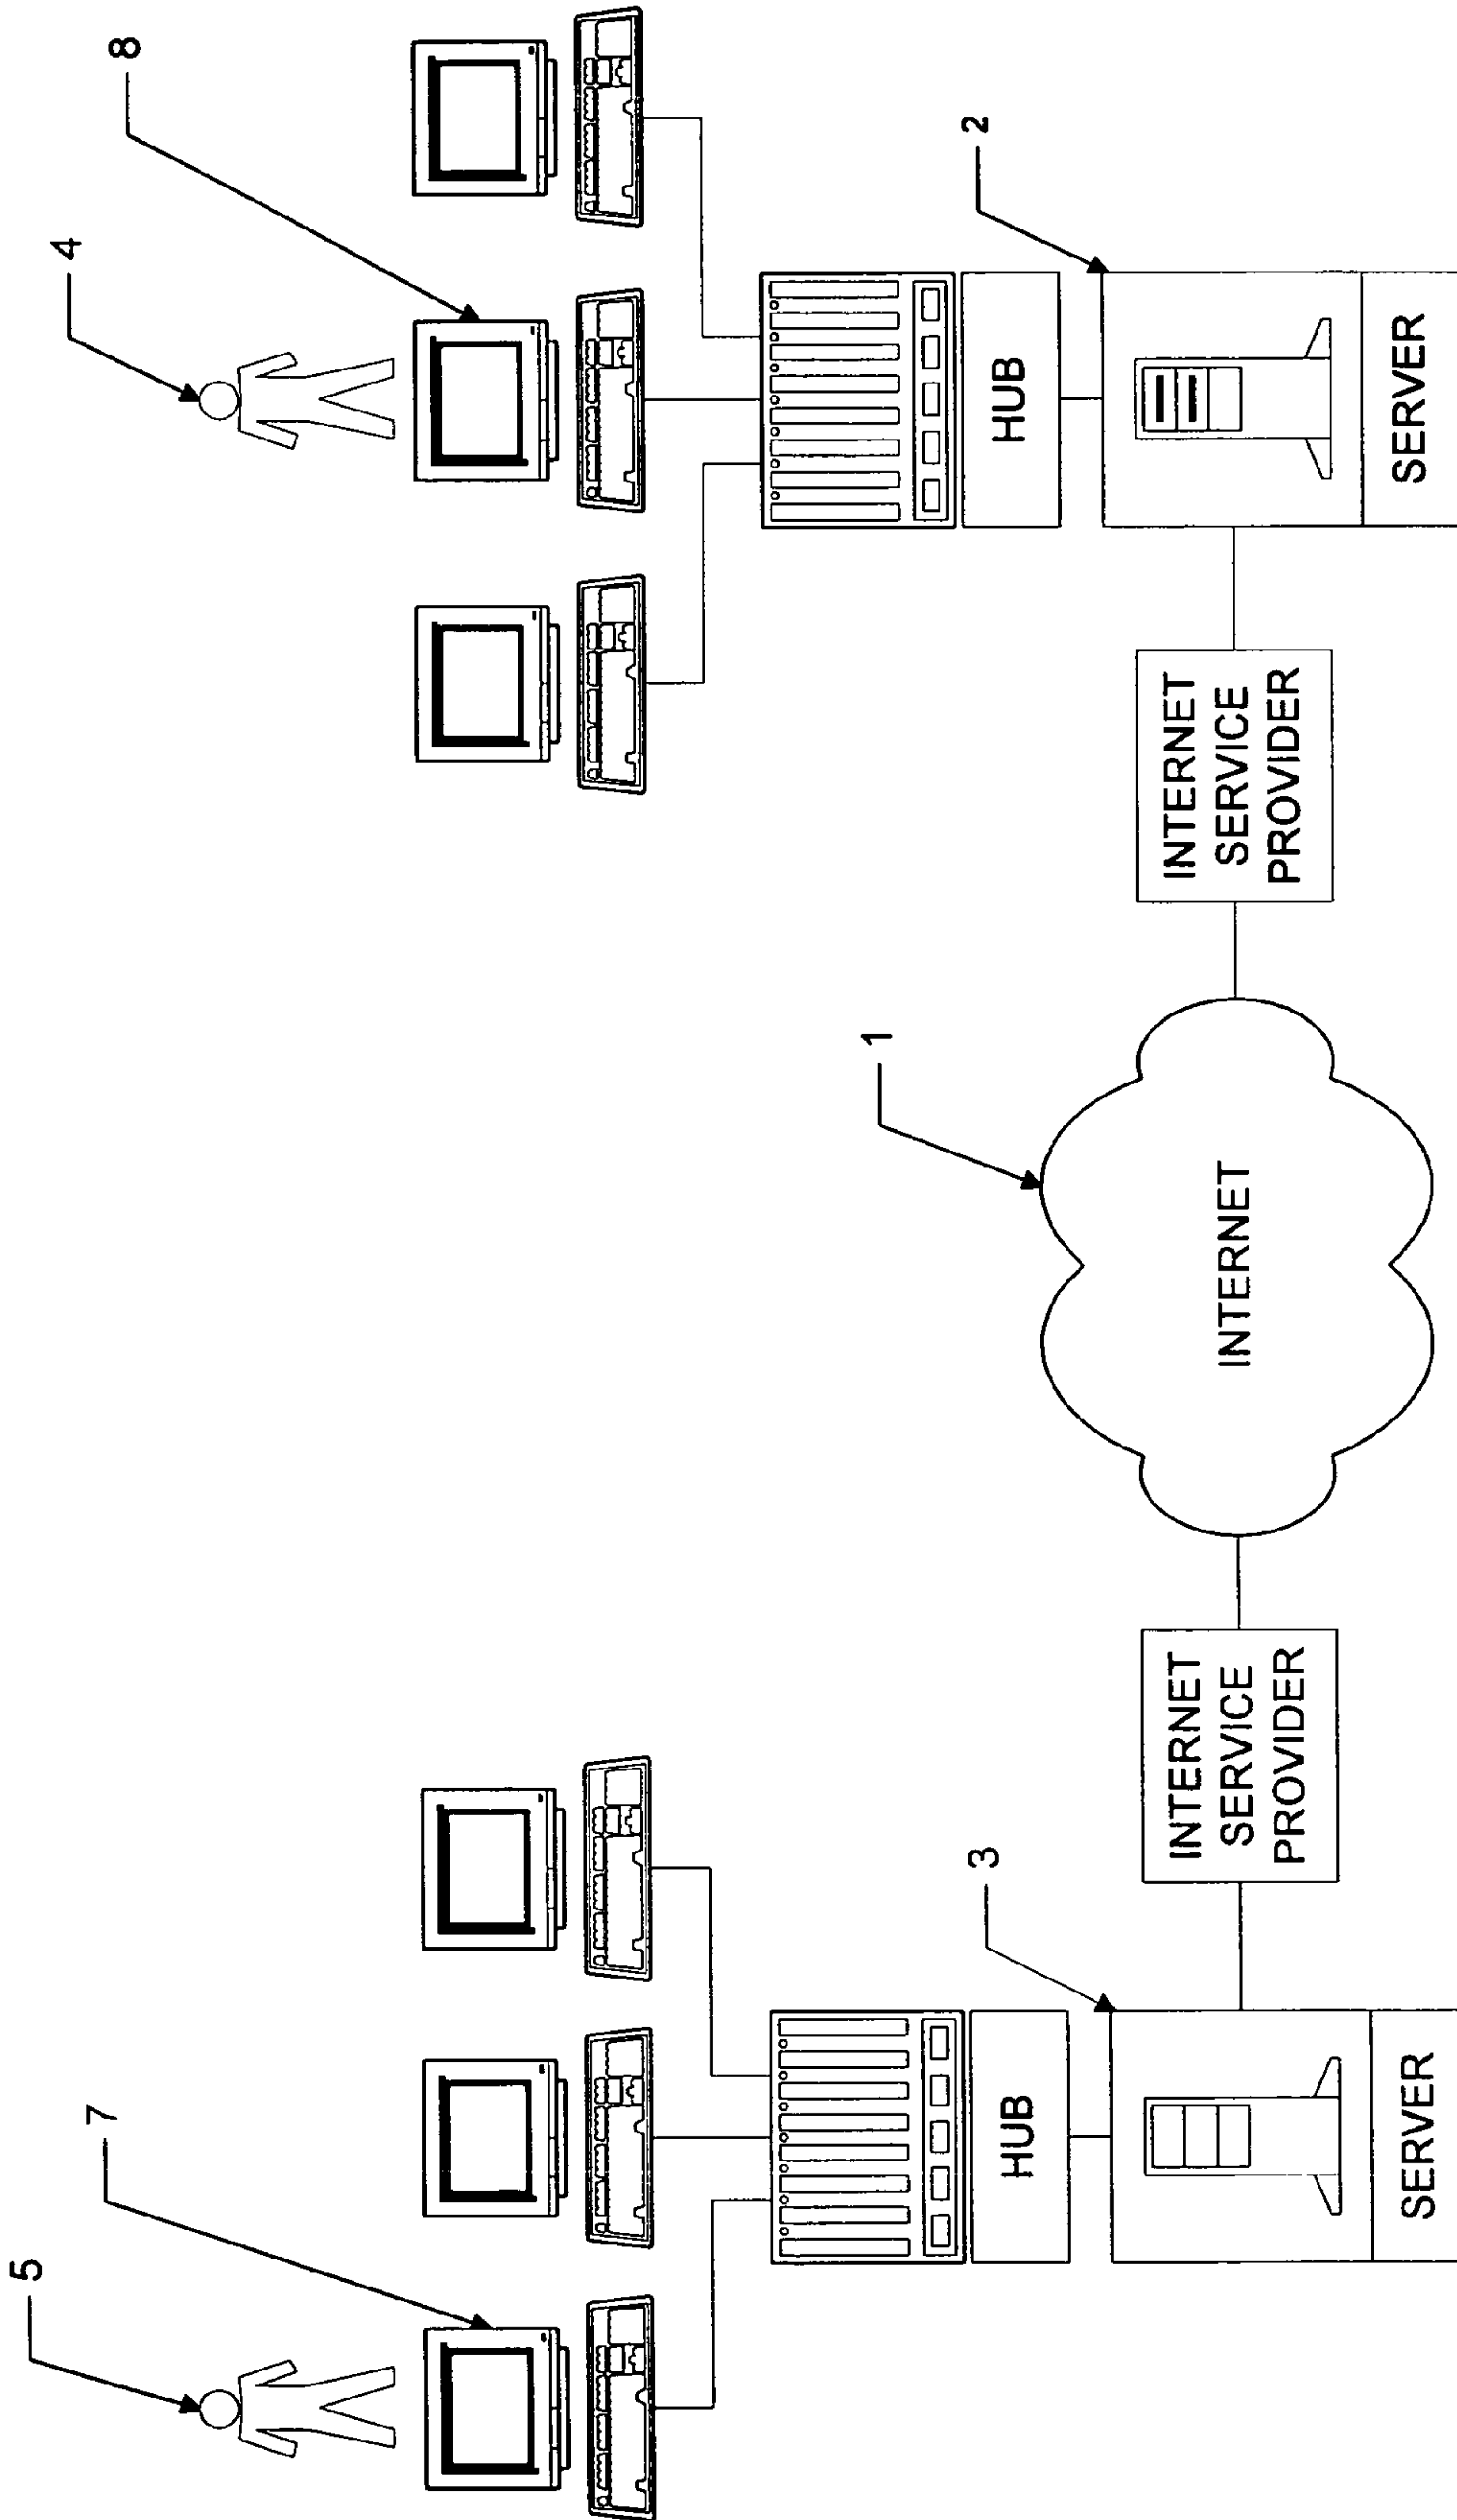 5
7
4
8
3
1
2
HUB
HUB
INTERNET
SERVICE
PROVIDER
INTERNET
INTERNET
SERVICE
PROVIDER
SERVER
SERVER